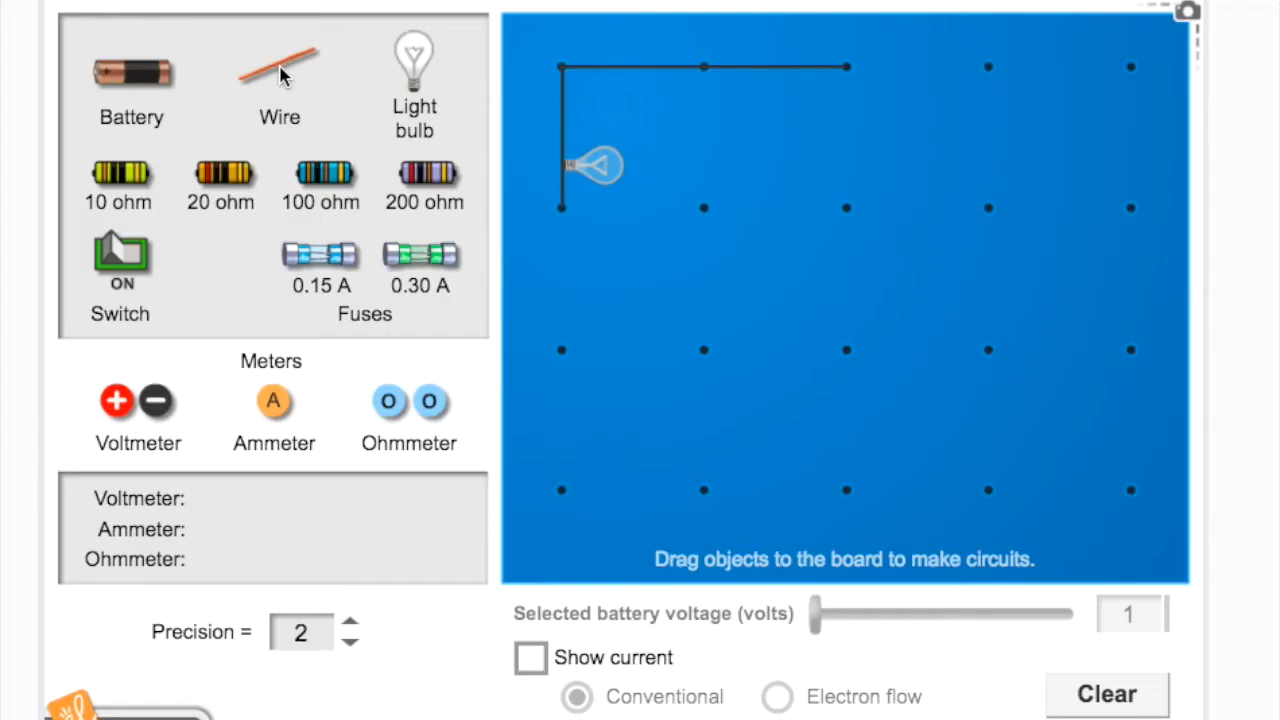 Battery
Wire
Light
bulb
10 ohm
20 ohm
100 ohm
200 ohm
ON
0.15 A
0.30 A
Switch
Fuses
Meters
A
O O
Voltmeter
Ammeter
Ohmmeter
Voltmeter:
Ammeter:
Ohmmeter:
Precision =
2
Drag objects to the board to make circuits.
Selected battery voltage (volts)
1
Show current
Conventional
Electron flow
Clear